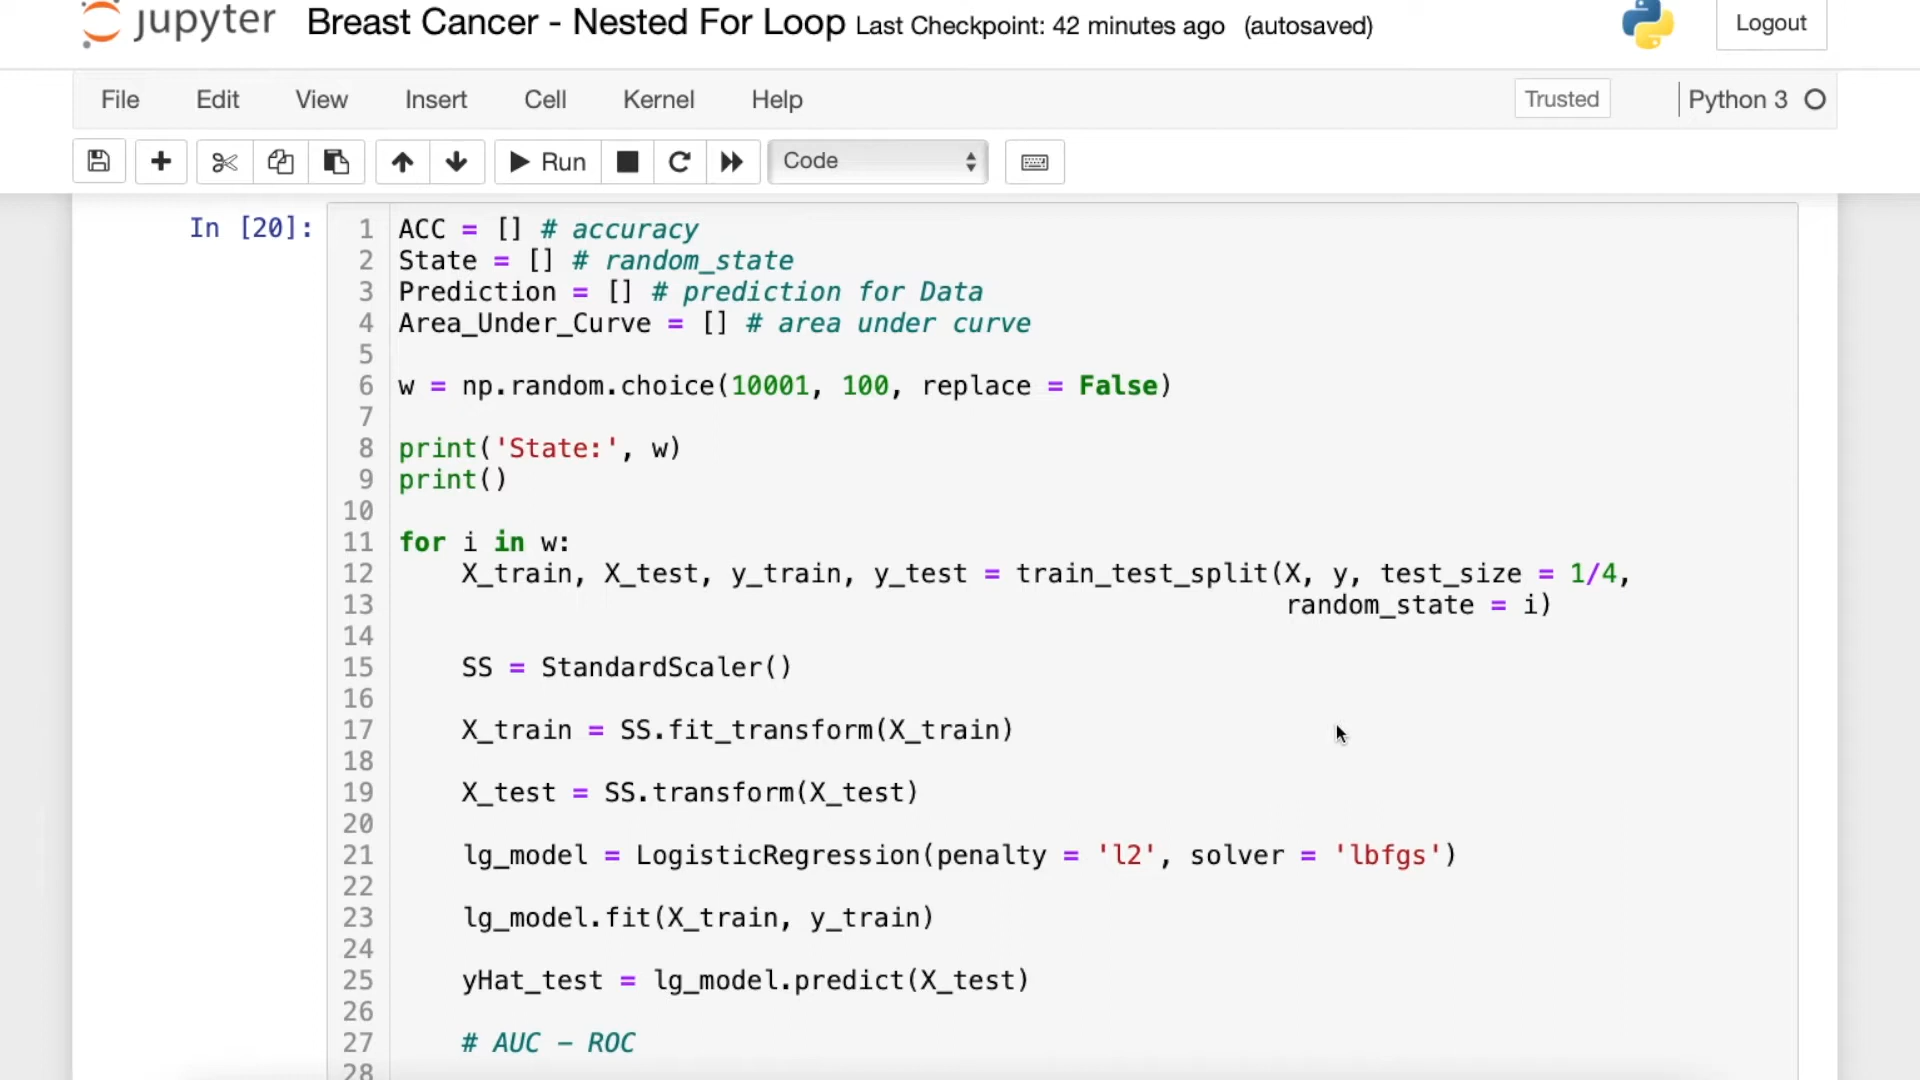 jupyter Breast Cancer - Nested For Loop Last Checkpoint: 42 minutes ago (autosaved) Logout
File Edit View Insert Cell Kernel Help Trusted Python 3
Run Code
In [20]:
1 ACC = [] # accuracy
2 State = [] # random_state
3 Prediction = [] # prediction for Data
4 Area_Under_Curve = [] # area under curve
5
6 w = np.random.choice(10001, 100, replace = False)
7
8 print('State:', w)
9 print()
10
11 for i in w:
12     X_train, X_test, y_train, y_test = train_test_split(X, y, test_size = 1/4,
13                                                         random_state = i)
14
15     SS = StandardScaler()
16
17     X_train = SS.fit_transform(X_train)
18
19     X_test = SS.transform(X_test)
20
21     lg_model = LogisticRegression(penalty = 'l2', solver = 'lbfgs')
22
23     lg_model.fit(X_train, y_train)
24
25     yHat_test = lg_model.predict(X_test)
26
27     # AUC – ROC
28